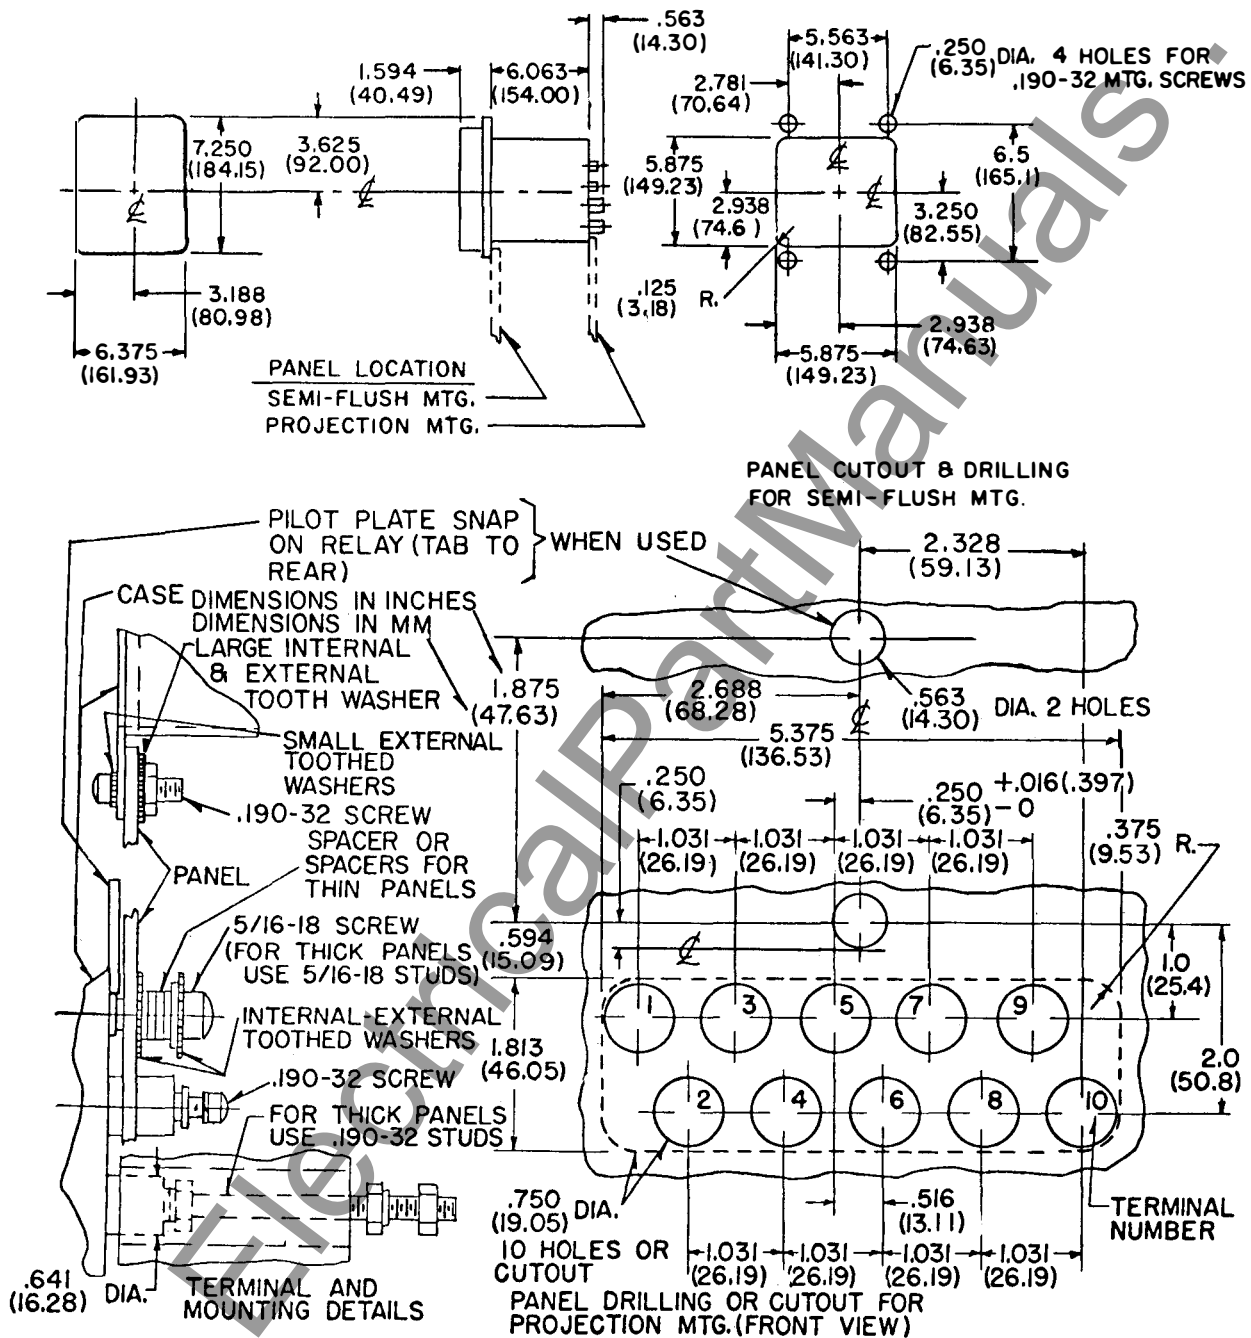 .563
(14.30)
1.594
(40.49)
6.063
(154.00)
7.250
(184.15)
3.625
(92.00)
℄
℄
3.188
(80.98)
6.375
(161.93)
PANEL LOCATION
SEMI-FLUSH MTG.
PROJECTION MTG.
5.563
(141.30)
.250
(6.35)
DIA. 4 HOLES FOR
.190-32 MTG. SCREWS
2.781
(70.64)
5.875
(149.23)
℄
℄
6.5
(165.1)
2.938
(74.6)
3.250
(82.55)
.125
(3.18)
R.
2.938
(74.63)
5.875
(149.23)
PANEL CUTOUT & DRILLING
FOR SEMI-FLUSH MTG.
PILOT PLATE SNAP
ON RELAY (TAB TO
REAR)
WHEN USED
CASE
DIMENSIONS IN INCHES
DIMENSIONS IN MM
LARGE INTERNAL
& EXTERNAL
TOOTH WASHER
SMALL EXTERNAL
TOOTHED
WASHERS
.190-32 SCREW
SPACER OR
SPACERS FOR
THIN PANELS
PANEL
5/16-18 SCREW
(FOR THICK PANELS
USE 5/16-18 STUDS)
INTERNAL-EXTERNAL
TOOTHED WASHERS
.190-32 SCREW
FOR THICK PANELS
USE .190-32 STUDS
.641
(16.28)
DIA.
TERMINAL AND
MOUNTING DETAILS
2.328
(59.13)
1.875
(47.63)
2.688
(68.28)
℄
.563
(14.30)
DIA. 2 HOLES
5.375
(136.53)
.250
(6.35)
.250
(6.35)
+.016(.397)
-0
1.031
(26.19)
1.031
(26.19)
1.031
(26.19)
1.031
(26.19)
.375
(9.53)
R.
.594
(15.09)
℄
1.0
(25.4)
1
3
5
7
9
1.813
(46.05)
2.0
(50.8)
2
4
6
8
10
.750
(19.05)
DIA.
10 HOLES OR
CUTOUT
.516
(13.11)
TERMINAL
NUMBER
1.031
(26.19)
1.031
(26.19)
1.031
(26.19)
1.031
(26.19)
PANEL DRILLING OR CUTOUT FOR
PROJECTION MTG. (FRONT VIEW)
ElectricalPartManuals.